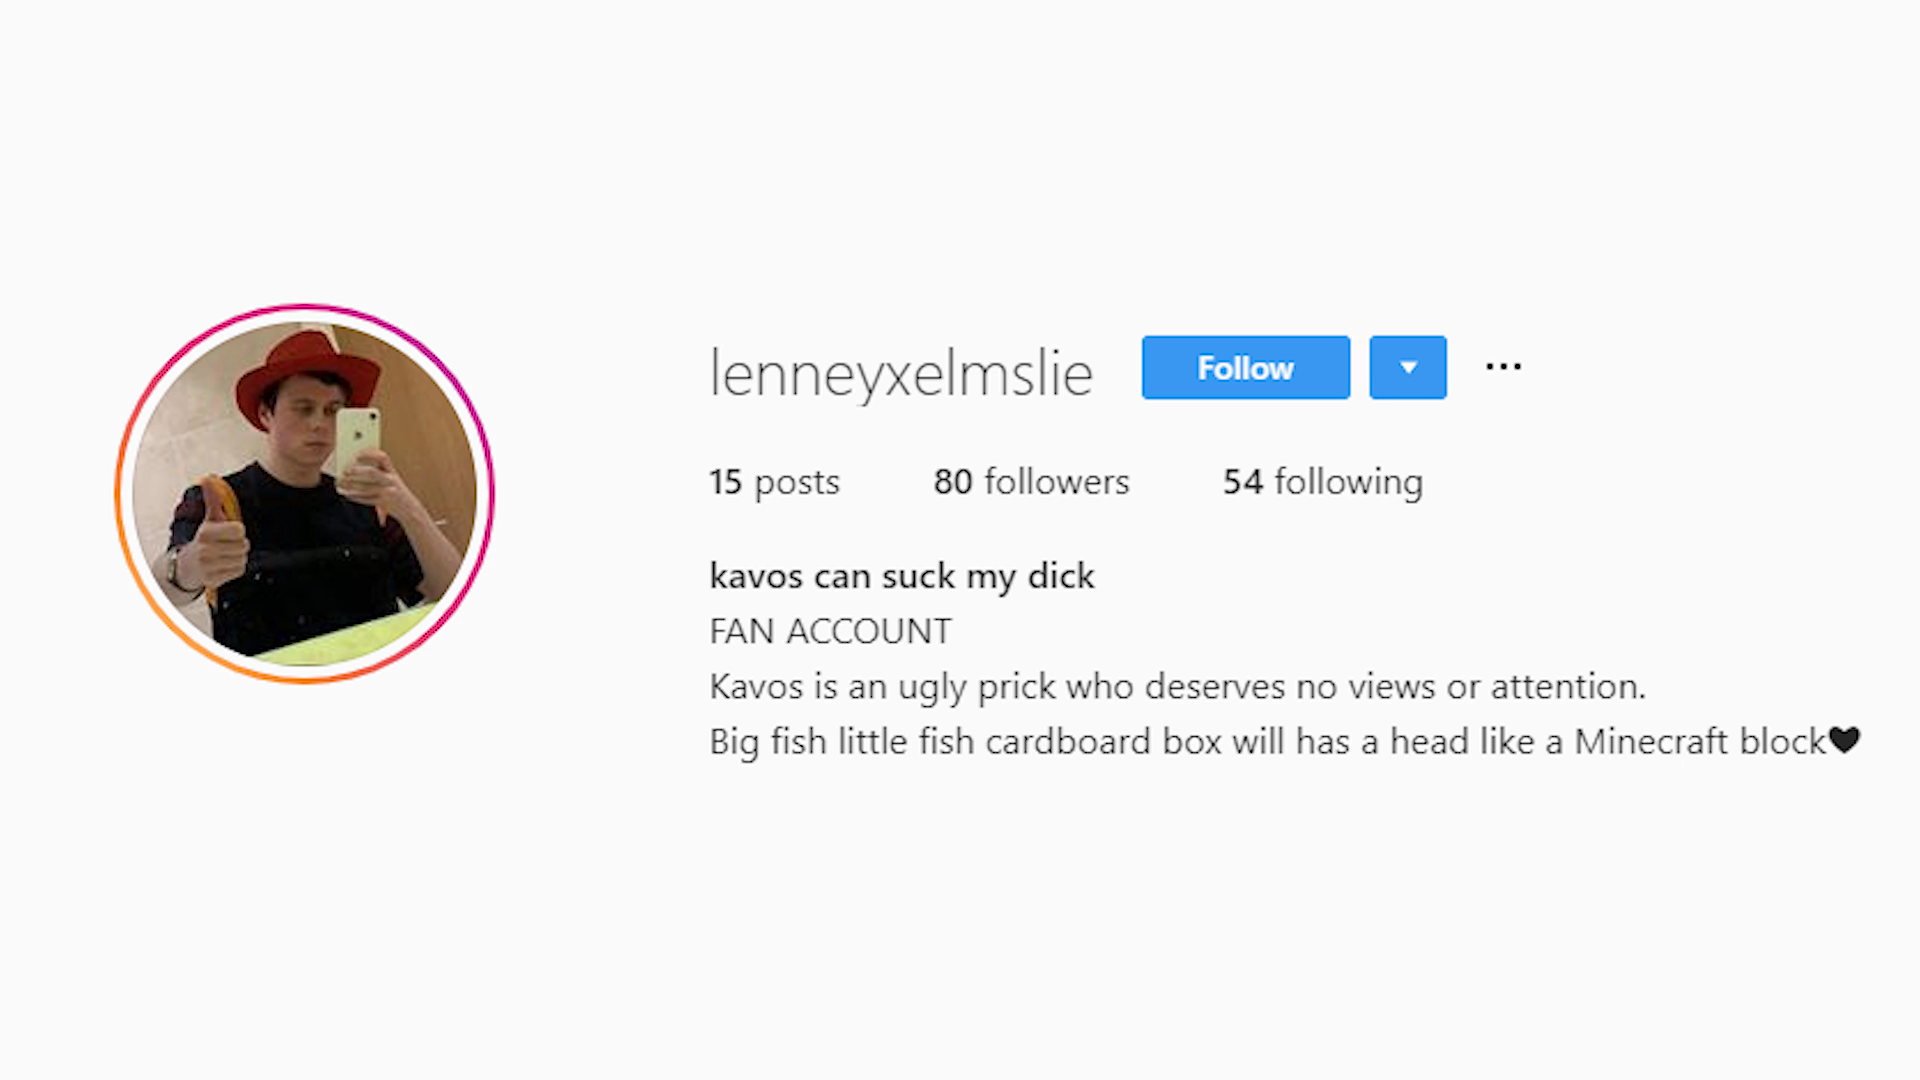 lenneyxelmslie Follow
15 posts 80 followers 54 following
kavos can suck my dick
FAN ACCOUNT
Kavos is an ugly prick who deserves no views or attention.
Big fish little fish cardboard box will has a head like a Minecraft block🖤